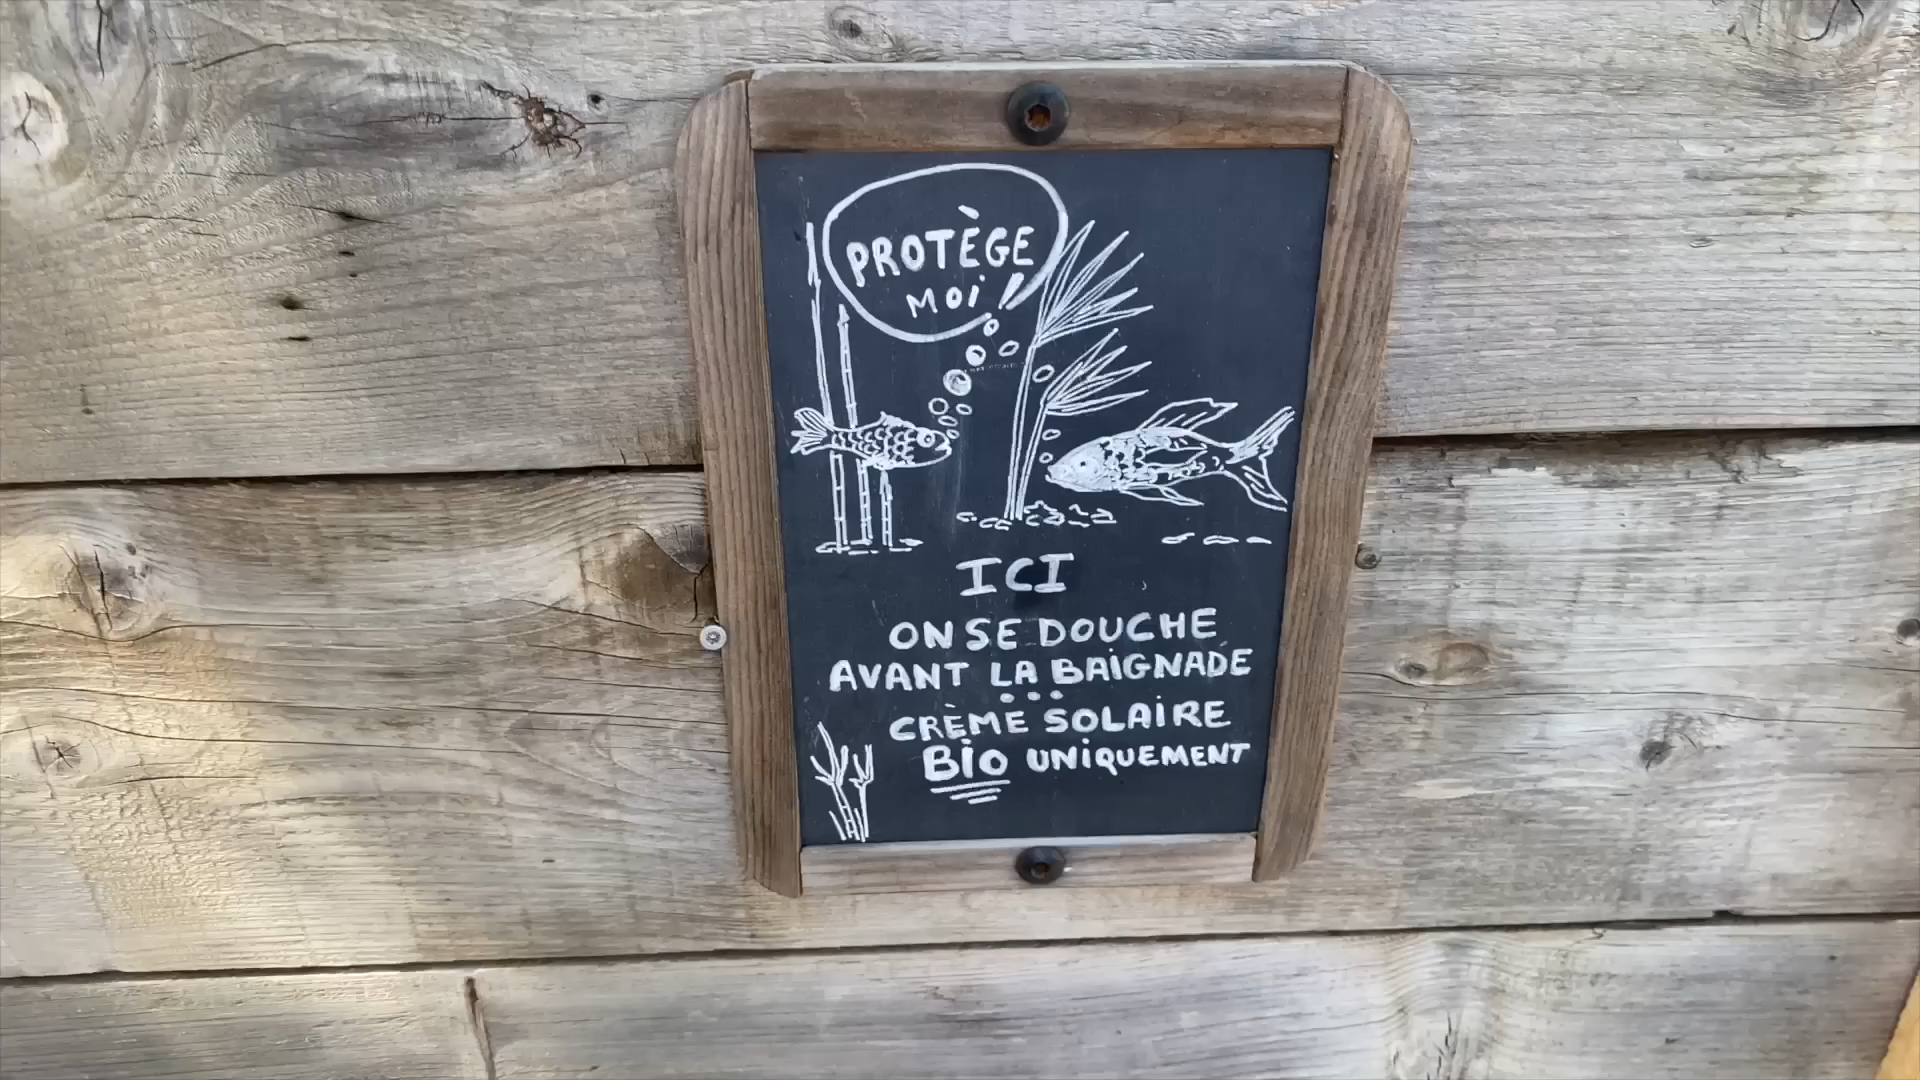 PROTÈGE
MOI !
ICI
ON SE DOUCHE
AVANT LA BAIGNADE
...
CRÈME SOLAIRE
BIO UNIQUEMENT